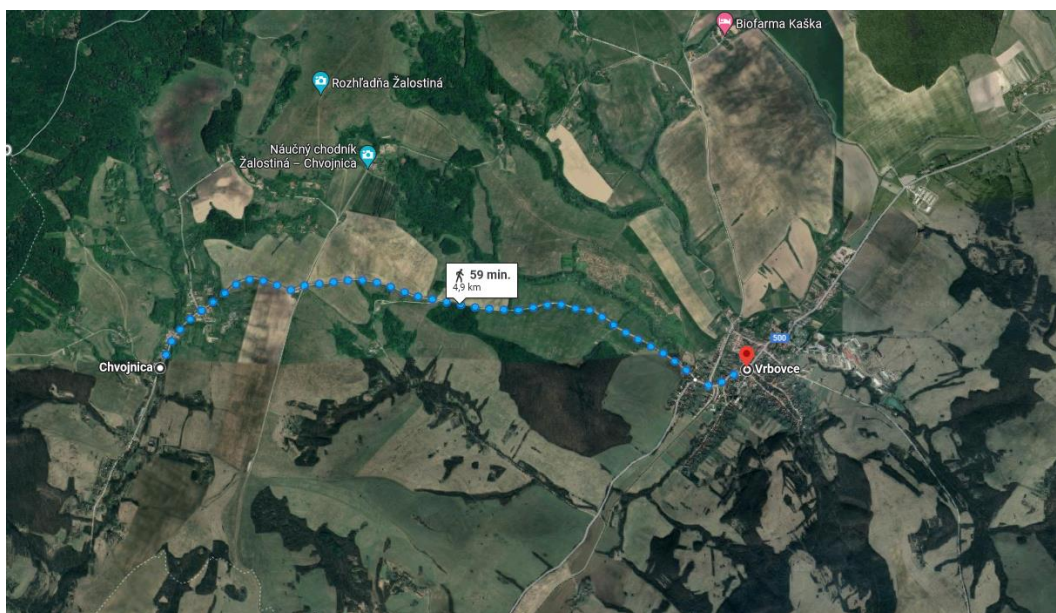 Biofarma Kaška
Rozhľadňa Žalostiná
Náučný chodník
Žalostiná – Chvojnica
59 min.
4,9 km
500
Chvojnica
Vrbovce